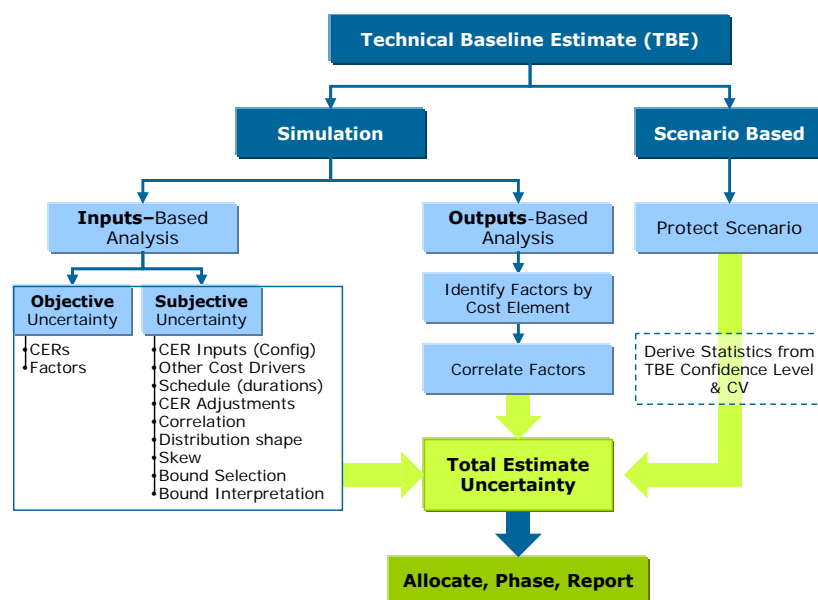 Technical Baseline Estimate (TBE)
Simulation
Scenario Based
Inputs–Based
Analysis
Outputs-Based
Analysis
Protect Scenario
Objective
Uncertainty
Subjective
Uncertainty
Identify Factors by
Cost Element
CERs
Factors
CER Inputs (Config)
Other Cost Drivers
Schedule (durations)
CER Adjustments
Correlation
Distribution shape
Skew
Bound Selection
Bound Interpretation
Correlate Factors
Derive Statistics from
TBE Confidence Level
& CV
Total Estimate
Uncertainty
Allocate, Phase, Report